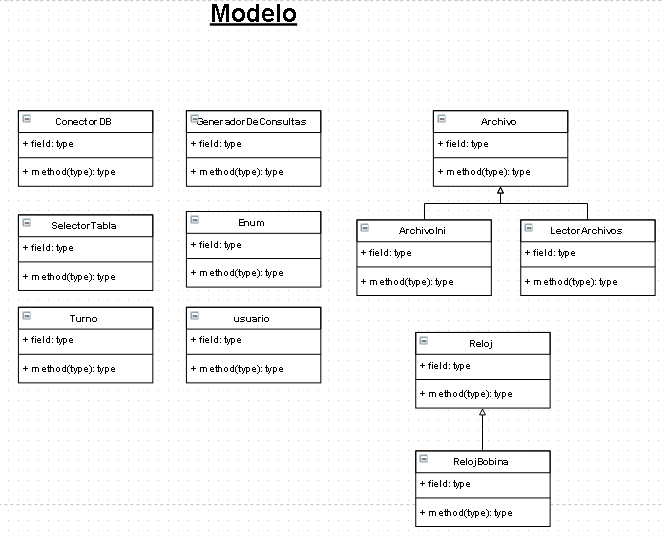 Modelo
ConectorDB
+ field: type
+ method(type): type
GeneradorDeConsultas
+ field: type
+ method(type): type
Archivo
+ field: type
+ method(type): type
SelectorTabla
+ field: type
+ method(type): type
Enum
+ field: type
+ method(type): type
ArchivoIni
+ field: type
+ method(type): type
LectorArchivos
+ field: type
+ method(type): type
Turno
+ field: type
+ method(type): type
usuario
+ field: type
+ method(type): type
Reloj
+ field: type
+ method(type): type
RelojBobina
+ field: type
+ method(type): type